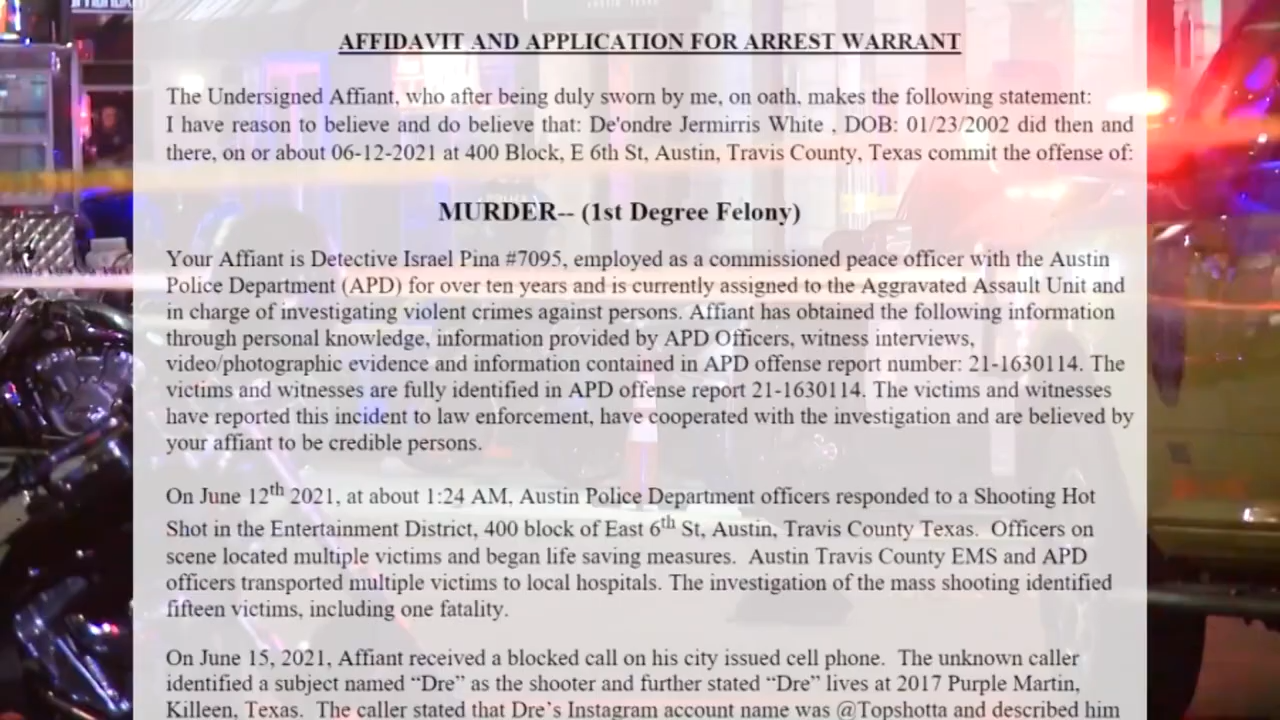 AFFIDAVIT AND APPLICATION FOR ARREST WARRANT
The Undersigned Affiant, who after being duly sworn by me, on oath, makes the following statement:
I have reason to believe and do believe that: De'ondre Jermirris White , DOB: 01/23/2002 did then and
there, on or about 06-12-2021 at 400 Block, E 6th St, Austin, Travis County, Texas commit the offense of:
MURDER-- (1st Degree Felony)
Your Affiant is Detective Israel Pina #7095, employed as a commissioned peace officer with the Austin
Police Department (APD) for over ten years and is currently assigned to the Aggravated Assault Unit and
in charge of investigating violent crimes against persons. Affiant has obtained the following information
through personal knowledge, information provided by APD Officers, witness interviews,
video/photographic evidence and information contained in APD offense report number: 21-1630114. The
victims and witnesses are fully identified in APD offense report 21-1630114. The victims and witnesses
have reported this incident to law enforcement, have cooperated with the investigation and are believed by
your affiant to be credible persons.
On June 12th 2021, at about 1:24 AM, Austin Police Department officers responded to a Shooting Hot
Shot in the Entertainment District, 400 block of East 6th St, Austin, Travis County Texas. Officers on
scene located multiple victims and began life saving measures. Austin Travis County EMS and APD
officers transported multiple victims to local hospitals. The investigation of the mass shooting identified
fifteen victims, including one fatality.
On June 15, 2021, Affiant received a blocked call on his city issued cell phone. The unknown caller
identified a subject named “Dre” as the shooter and further stated “Dre” lives at 2017 Purple Martin,
Killeen, Texas. The caller stated that Dre’s Instagram account name was @Topshotta and described him